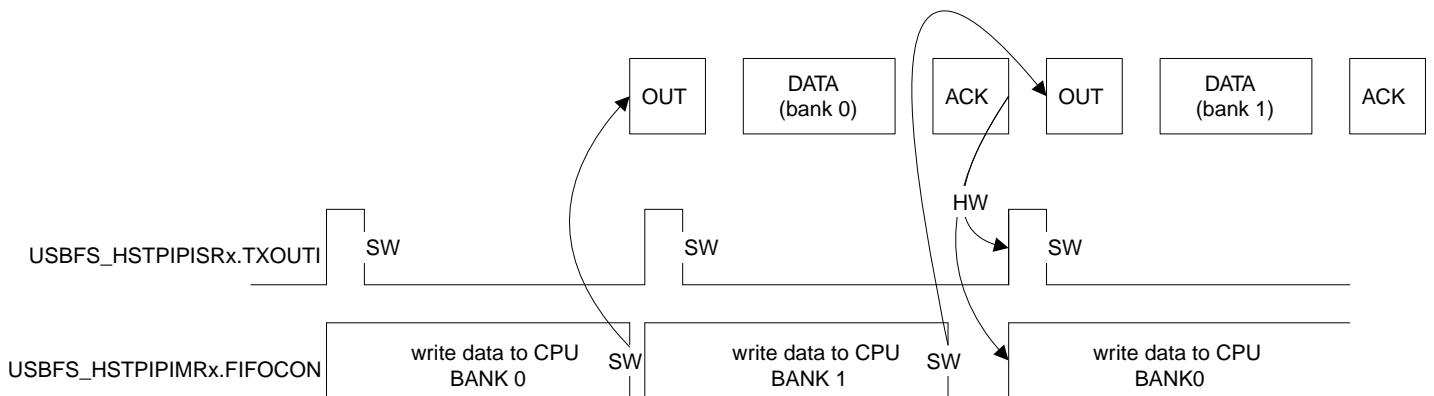 OUT
DATA
(bank 0)
ACK
OUT
DATA
(bank 1)
ACK
HW
USBFS_HSTPIPISRx.TXOUTI
SW
SW
SW
USBFS_HSTPIPIMRx.FIFOCON
write data to CPU
BANK 0
SW
write data to CPU
BANK 1
SW
write data to CPU
BANK0